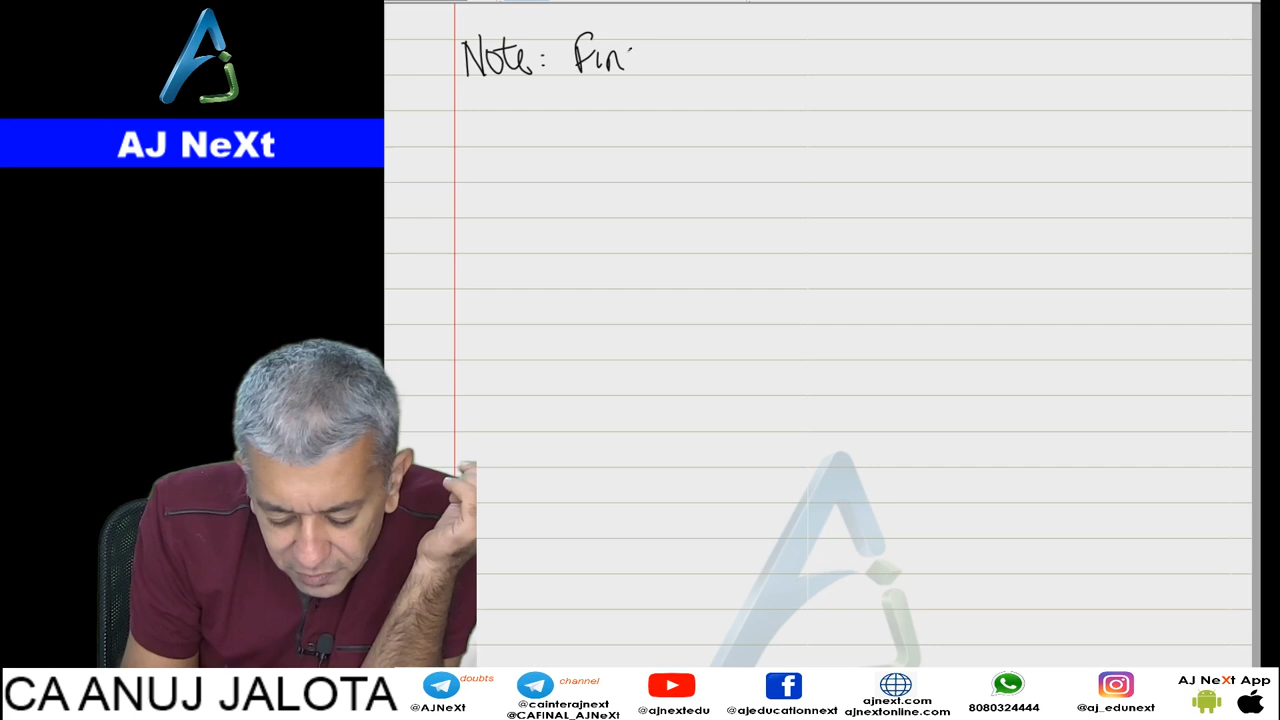 Note: Fin
AJ NeXt
CA ANUJ JALOTA
doubts
@AJNeXt
channel
@cainterajnext
@CAFINAL_AJNeXt
@ajnextedu
@ajeducationnext
ajnext.com
ajnextonline.com
8080324444
@aj_edunext
AJ NeXt App